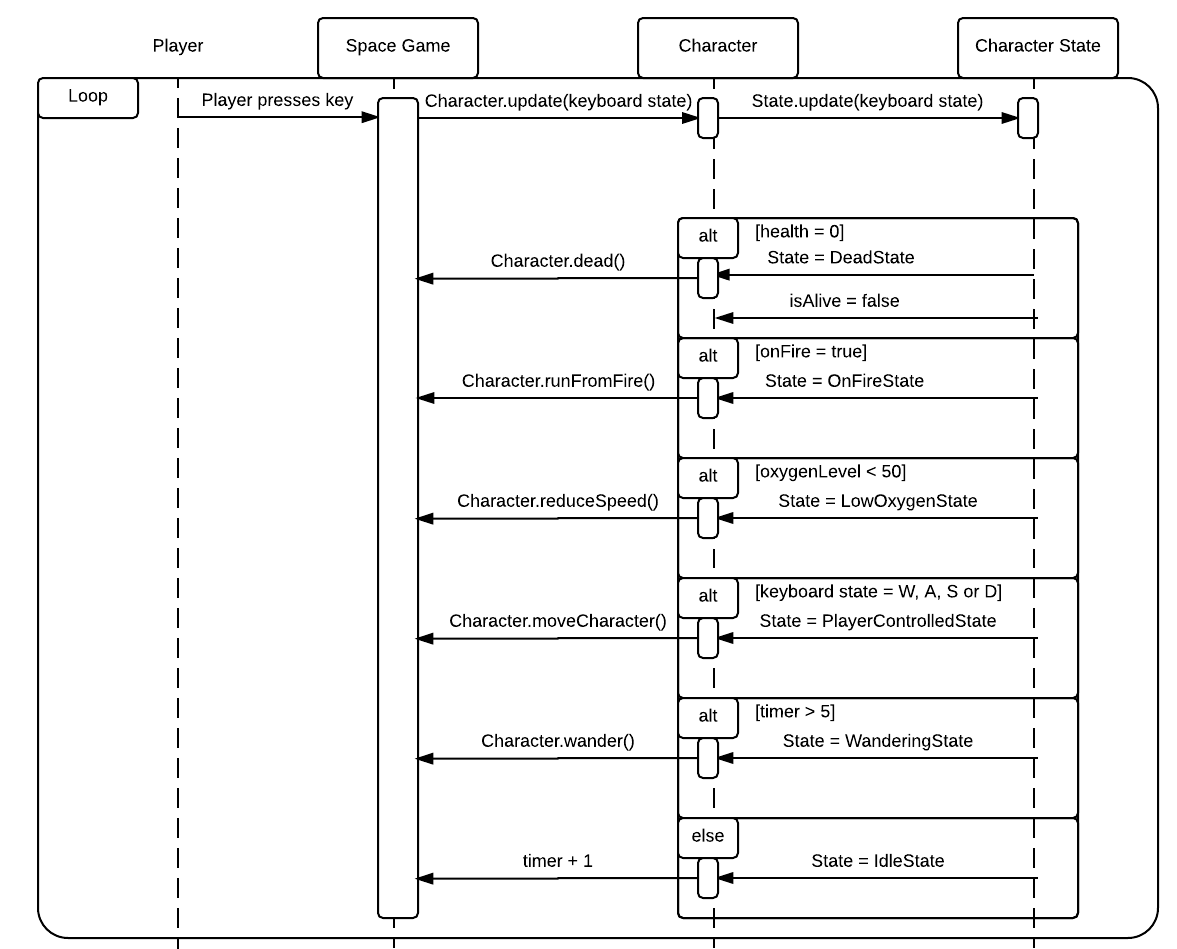 Player
Space Game
Character
Character State
Loop
Player presses key
Character.update(keyboard state)
State.update(keyboard state)
alt
[health = 0]
Character.dead()
State = DeadState
isAlive = false
alt
[onFire = true]
Character.runFromFire()
State = OnFireState
alt
[oxygenLevel < 50]
Character.reduceSpeed()
State = LowOxygenState
alt
[keyboard state = W, A, S or D]
Character.moveCharacter()
State = PlayerControlledState
alt
[timer > 5]
Character.wander()
State = WanderingState
else
timer + 1
State = IdleState